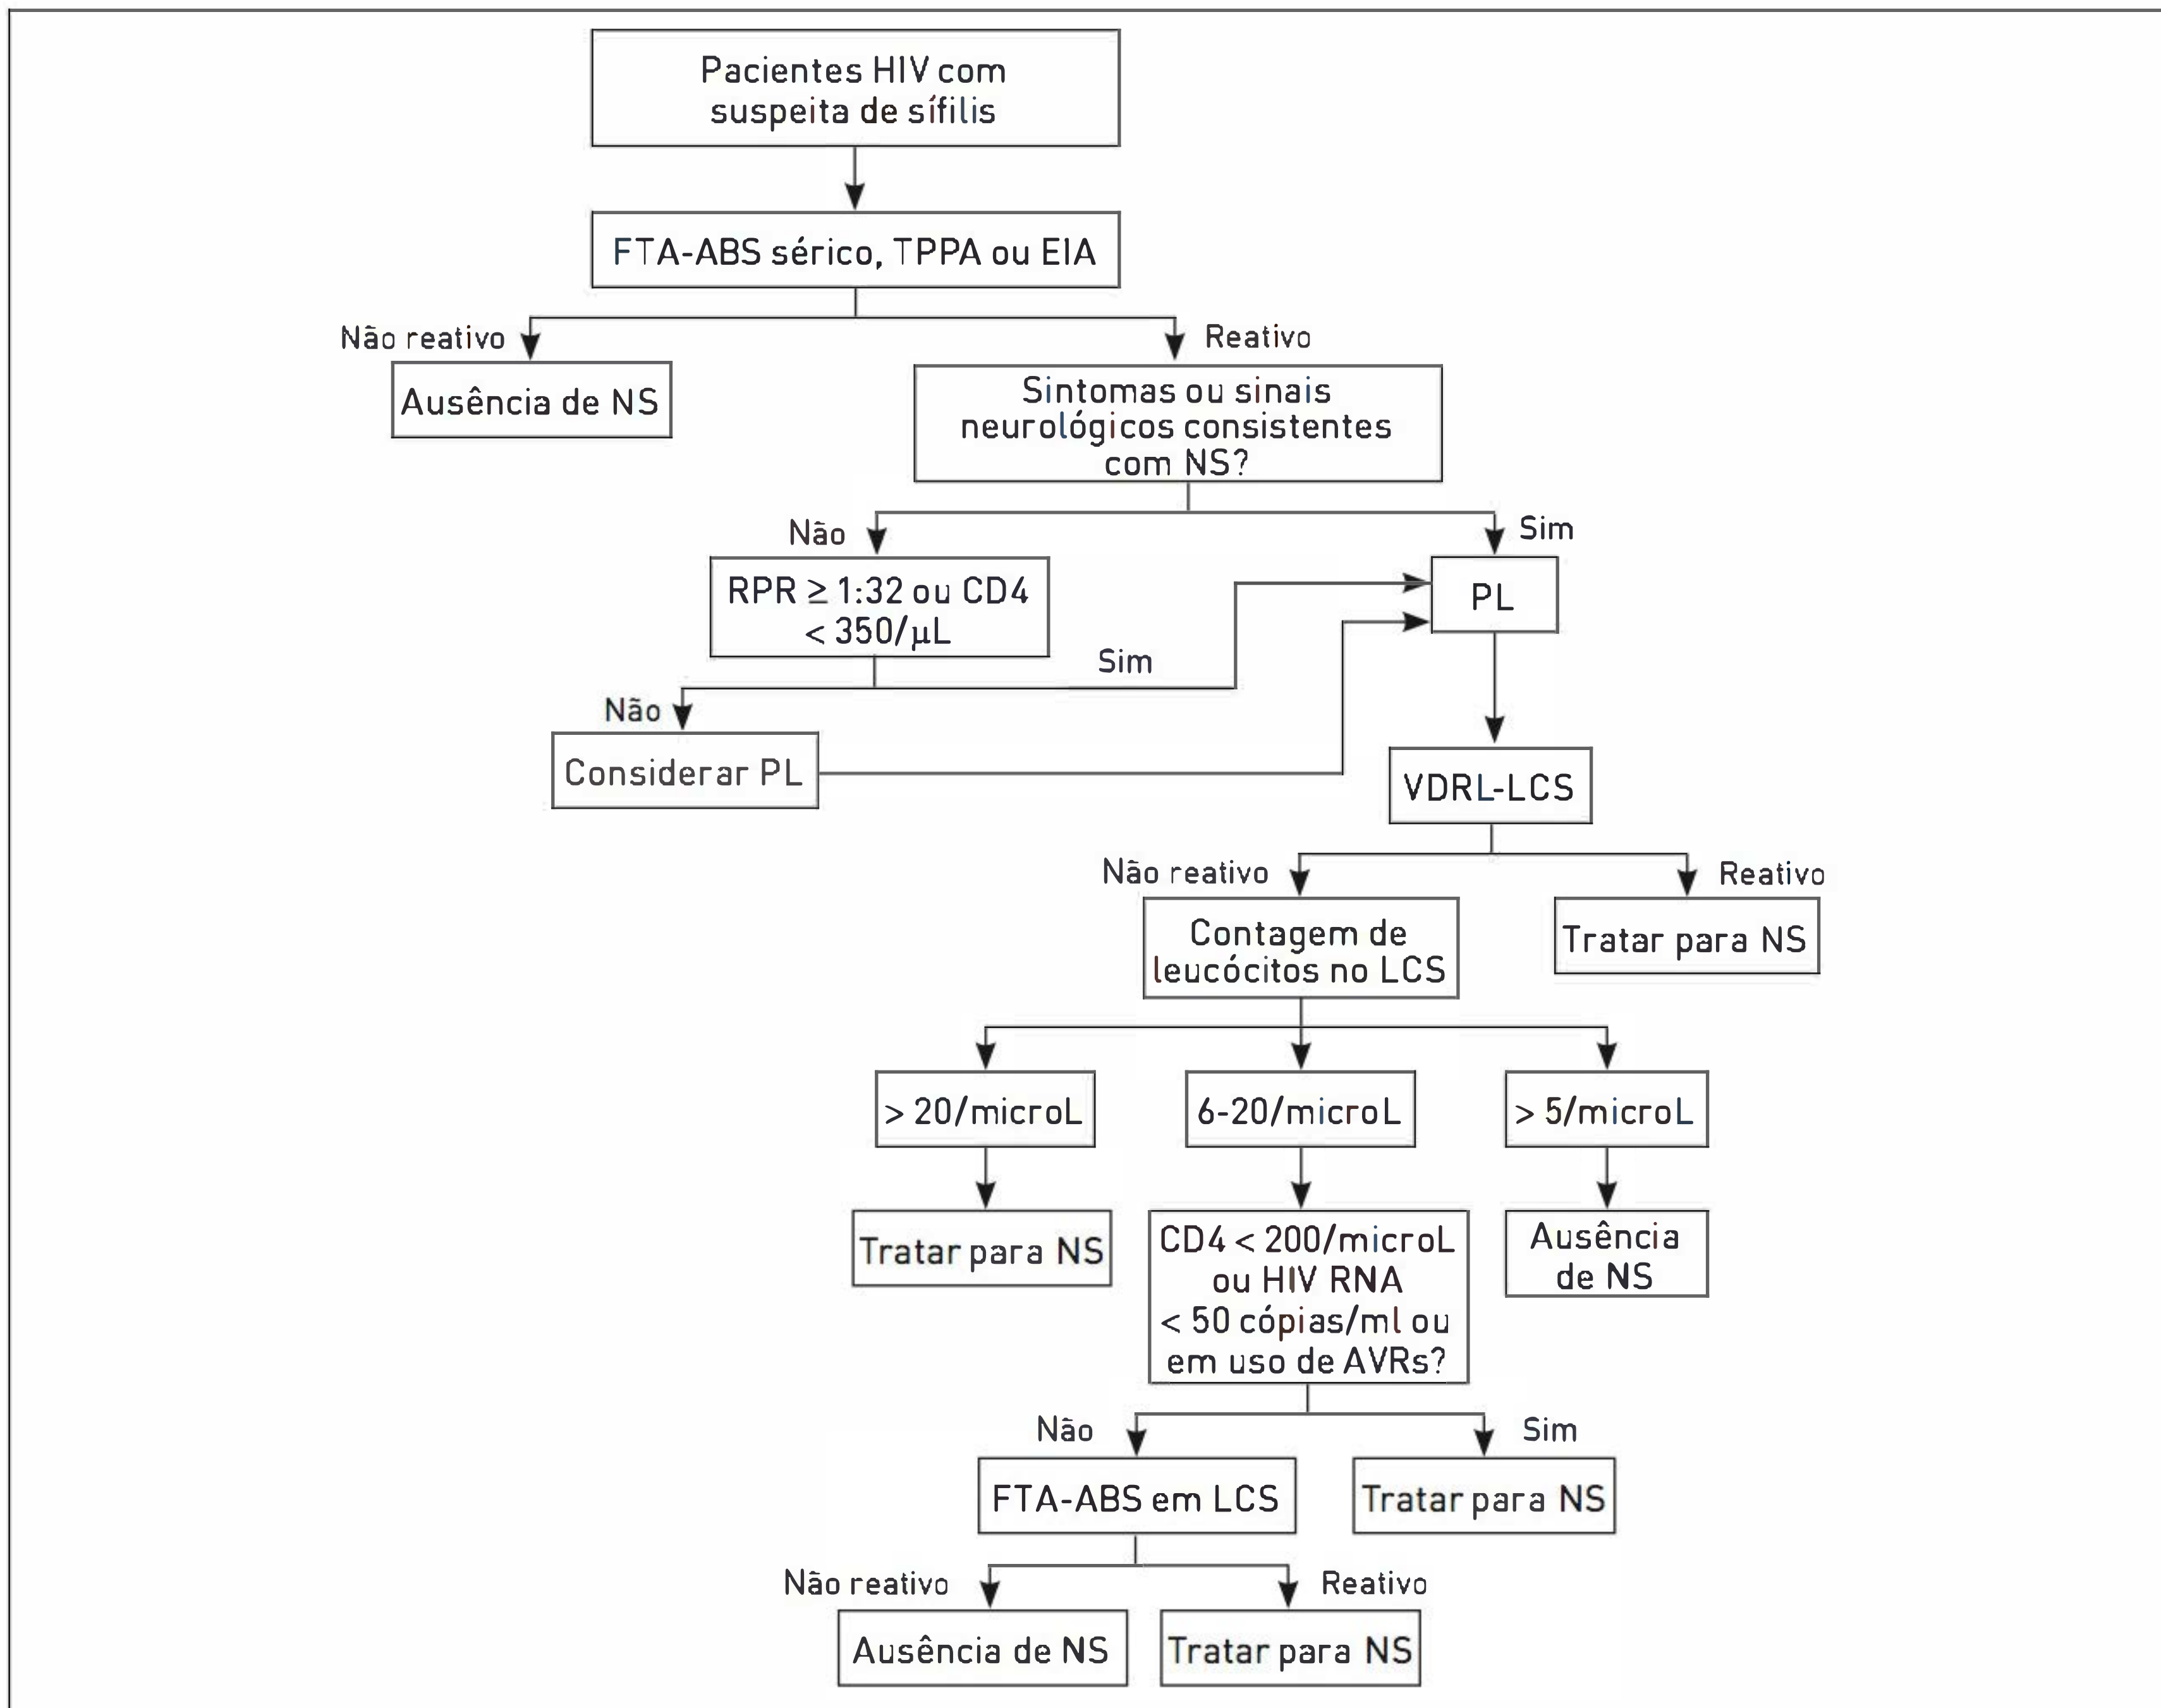 Pacientes HIV com
suspeita de sífilis
FTA-ABS sérico, TPPA ou EIA
Não reativo
Reativo
Ausência de NS
Sintomas ou sinais
neurológicos consistentes
com NS?
Não
Sim
RPR ≥ 1:32 ou CD4
< 350/µL
PL
Sim
Não
Considerar PL
VDRL-LCS
Não reativo
Reativo
Contagem de
leucócitos no LCS
Tratar para NS
> 20/microL
6-20/microL
> 5/microL
Tratar para NS
CD4 < 200/microL
ou HIV RNA
< 50 cópias/ml ou
em uso de AVRs?
Ausência
de NS
Não
Sim
FTA-ABS em LCS
Tratar para NS
Não reativo
Reativo
Ausência de NS
Tratar para NS